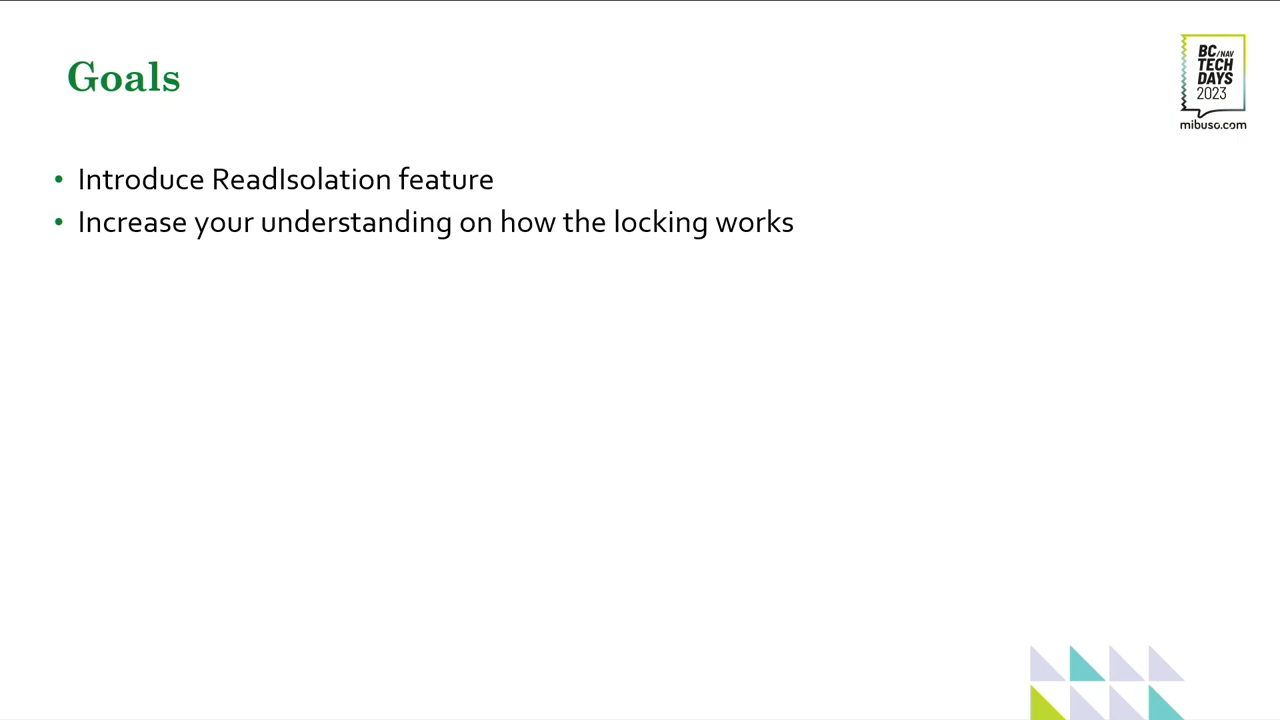 Goals
BC/NAV
TECH
DAYS
2023
mibuso.com
• Introduce ReadIsolation feature
• Increase your understanding on how the locking works